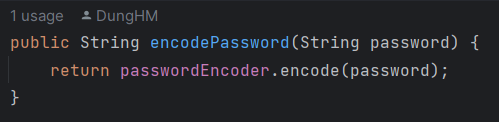 1 usage DungHM
public String encodePassword(String password) {
    return passwordEncoder.encode(password);
}